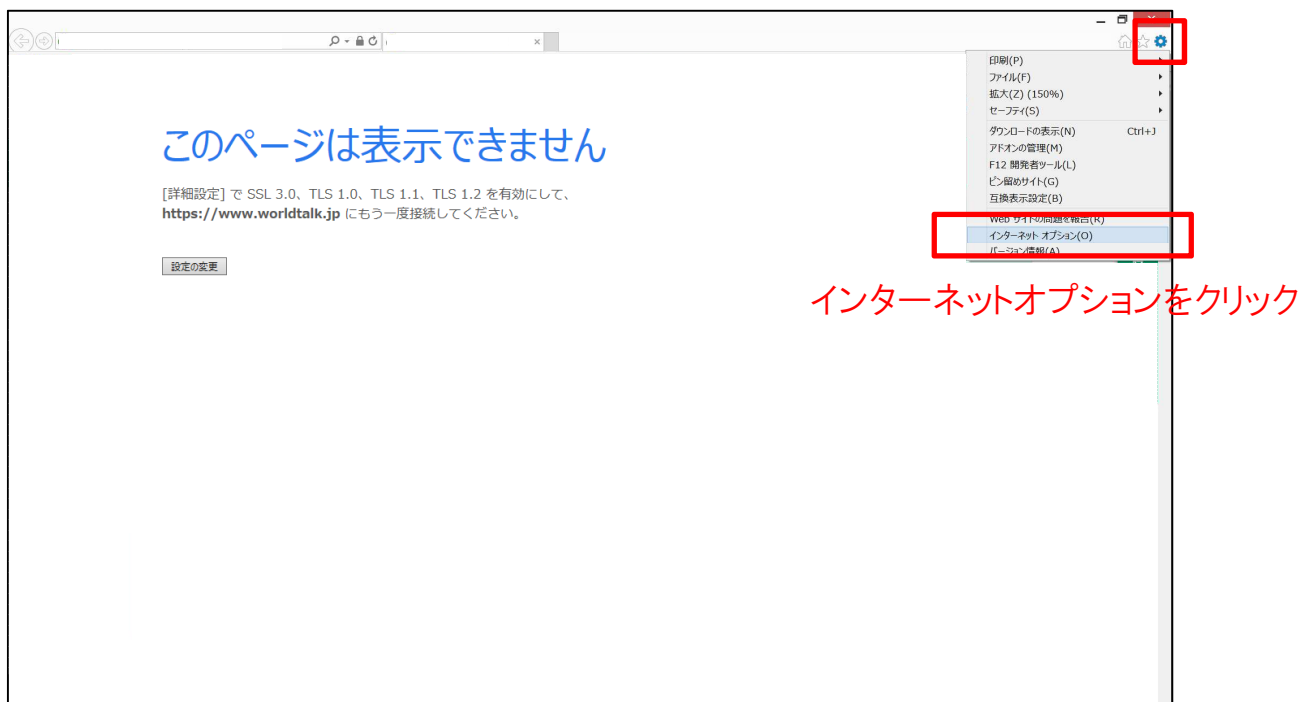 印刷(P)
ファイル(F)
拡大(Z) (150%)
セーフティ(S)
ダウンロードの表示(N) Ctrl+J
アドオンの管理(M)
F12 開発者ツール(L)
ピン留めサイト(G)
互換表示設定(B)
Web サイトの問題を報告(R)
インターネット オプション(O)
バージョン情報(A)
このページは表示できません
[詳細設定] で SSL 3.0、TLS 1.0、TLS 1.1、TLS 1.2 を有効にして、
https://www.worldtalk.jp にもう一度接続してください。
設定の変更
インターネットオプションをクリック